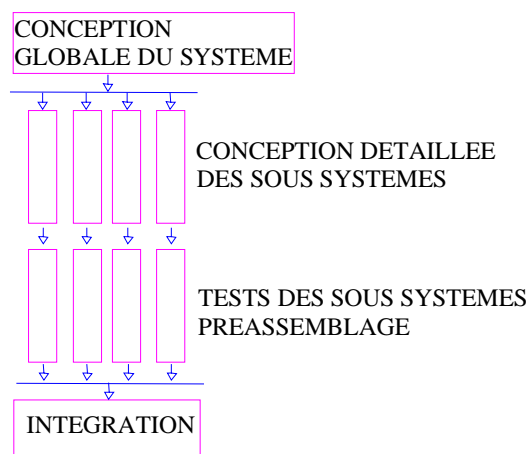 CONCEPTION
GLOBALE DU SYSTEME
CONCEPTION DETAILLEE
DES SOUS SYSTEMES
TESTS DES SOUS SYSTEMES
PREASSEMBLAGE
INTEGRATION